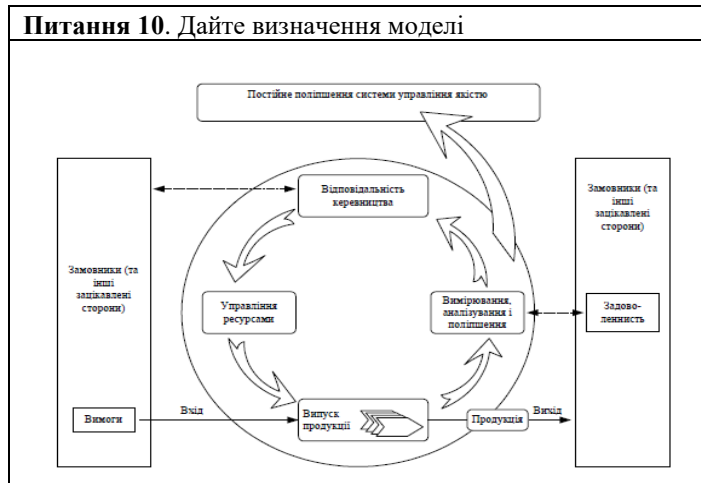 Питання 10. Дайте визначення моделі
Постійне поліпшення системи управління якістю
Замовники (та
інші
зацікавлені
сторони)
Вимоги
Вхід
Відповідальність
керевництва
Управління
ресурсами
Вимірювання,
аналізування і
поліпшення
Випуск
продукції
Продукція
Вихід
Замовники (та
інші
зацікавлені
сторони)
Задово-
леннисть